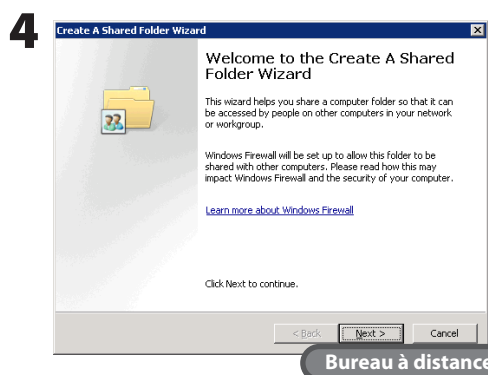 4
Create A Shared Folder Wizard
Welcome to the Create A Shared
Folder Wizard
This wizard helps you share a computer folder so that it can
be accessed by people on other computers in your network
or workgroup.
Windows Firewall will be set up to allow this folder to be
shared with other computers. Please read how this may
impact Windows Firewall and the security of your computer.
Learn more about Windows Firewall
Click Next to continue.
< Back Next > Cancel
Bureau à distance